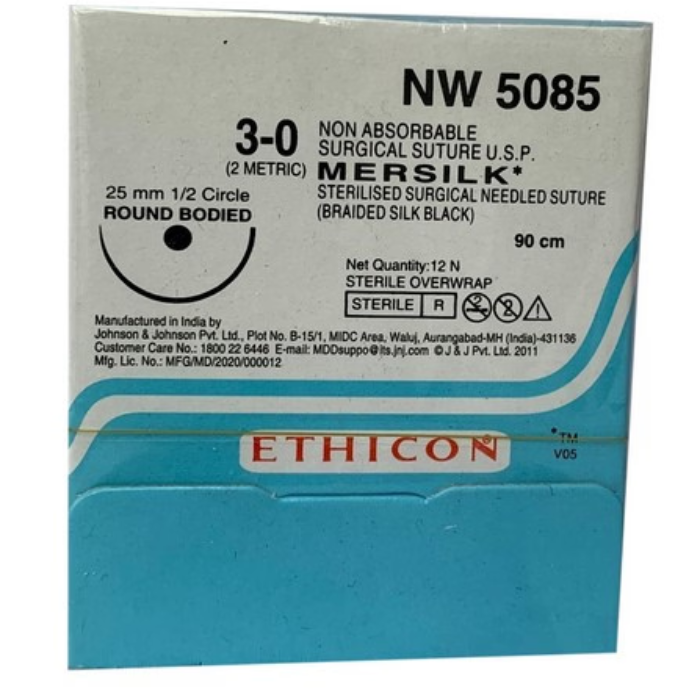 NW 5085
3-0
(2 METRIC)
NON ABSORBABLE
SURGICAL SUTURE U.S.P.
MERSILK*
STERILISED SURGICAL NEEDLED SUTURE
(BRAIDED SILK BLACK)
25 mm 1/2 Circle
ROUND BODIED
90 cm
Net Quantity:12 N
STERILE OVERWRAP
STERILE R
Manufactured in India by
Johnson & Johnson Pvt. Ltd., Plot No. B-15/1, MIDC Area, Waluj, Aurangabad-MH (India)-431136
Customer Care No.: 1800 22 6446 E-mail: MDDsuppo@its.jnj.com © J & J Pvt. Ltd. 2011
Mfg. Lic. No.: MFG/MD/2020/000012
ETHICON®
*TM
V05